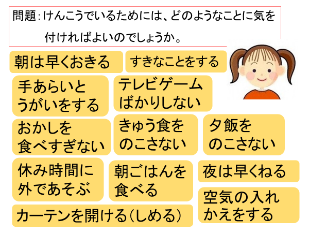 問題：けんこうでいるためには、どのようなことに気を
付ければよいのでしょうか。
朝は早くおきる
すきなことをする
手あらいと
うがいをする
テレビゲーム
ばかりしない
おかしを
食べすぎない
きゅう食を
のこさない
夕飯を
のこさない
休み時間に
外であそぶ
朝ごはんを
食べる
夜は早くねる
空気の入れ
かえをする
カーテンを開ける（しめる）